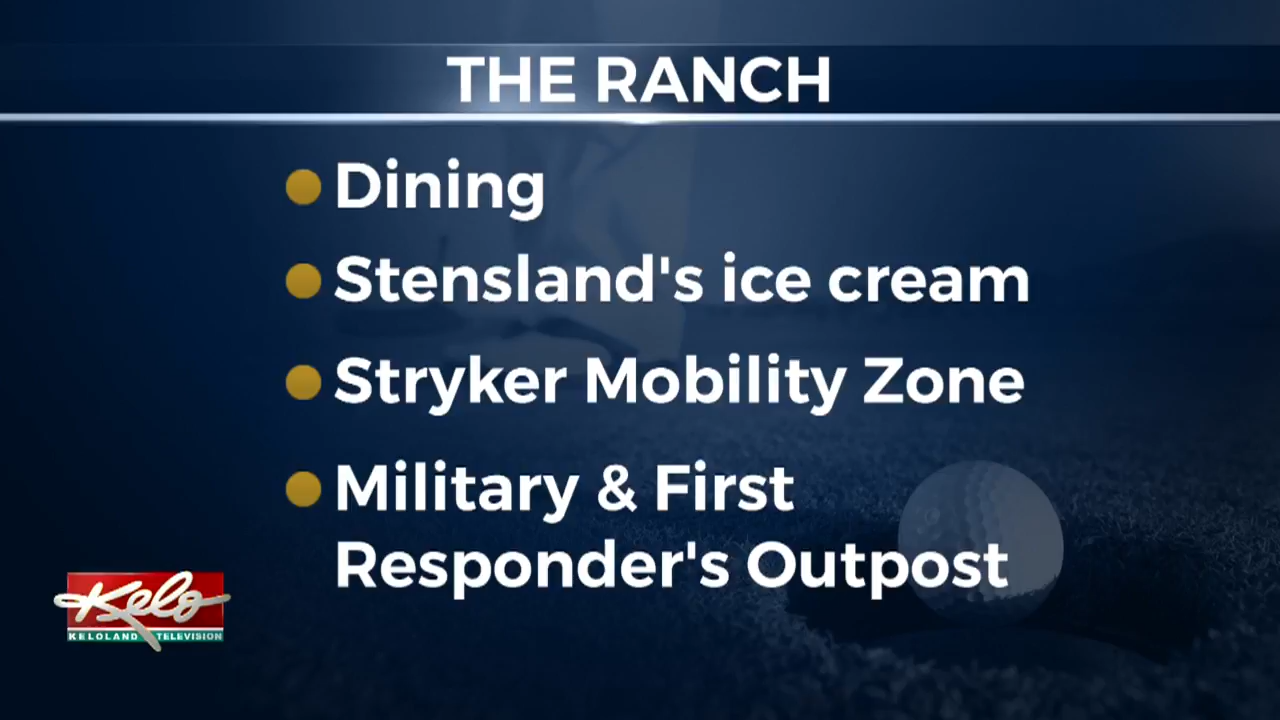 THE RANCH
Dining
Stensland's ice cream
Stryker Mobility Zone
Military & First
Responder's Outpost
Kelo
KELOLAND TELEVISION